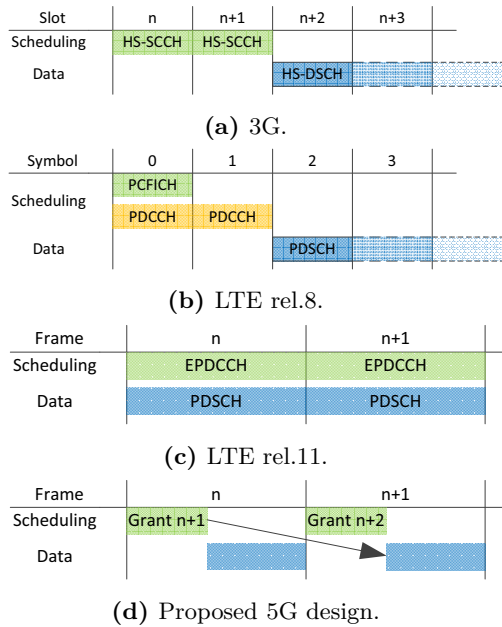 Slot n n+1 n+2 n+3
Scheduling HS-SCCH HS-SCCH
Data HS-DSCH
(a) 3G.
Symbol 0 1 2 3
PCFICH
Scheduling
PDCCH PDCCH
Data PDSCH
(b) LTE rel.8.
Frame n n+1
Scheduling EPDCCH EPDCCH
Data PDSCH PDSCH
(c) LTE rel.11.
Frame n n+1
Scheduling Grant n+1 Grant n+2
Data
(d) Proposed 5G design.